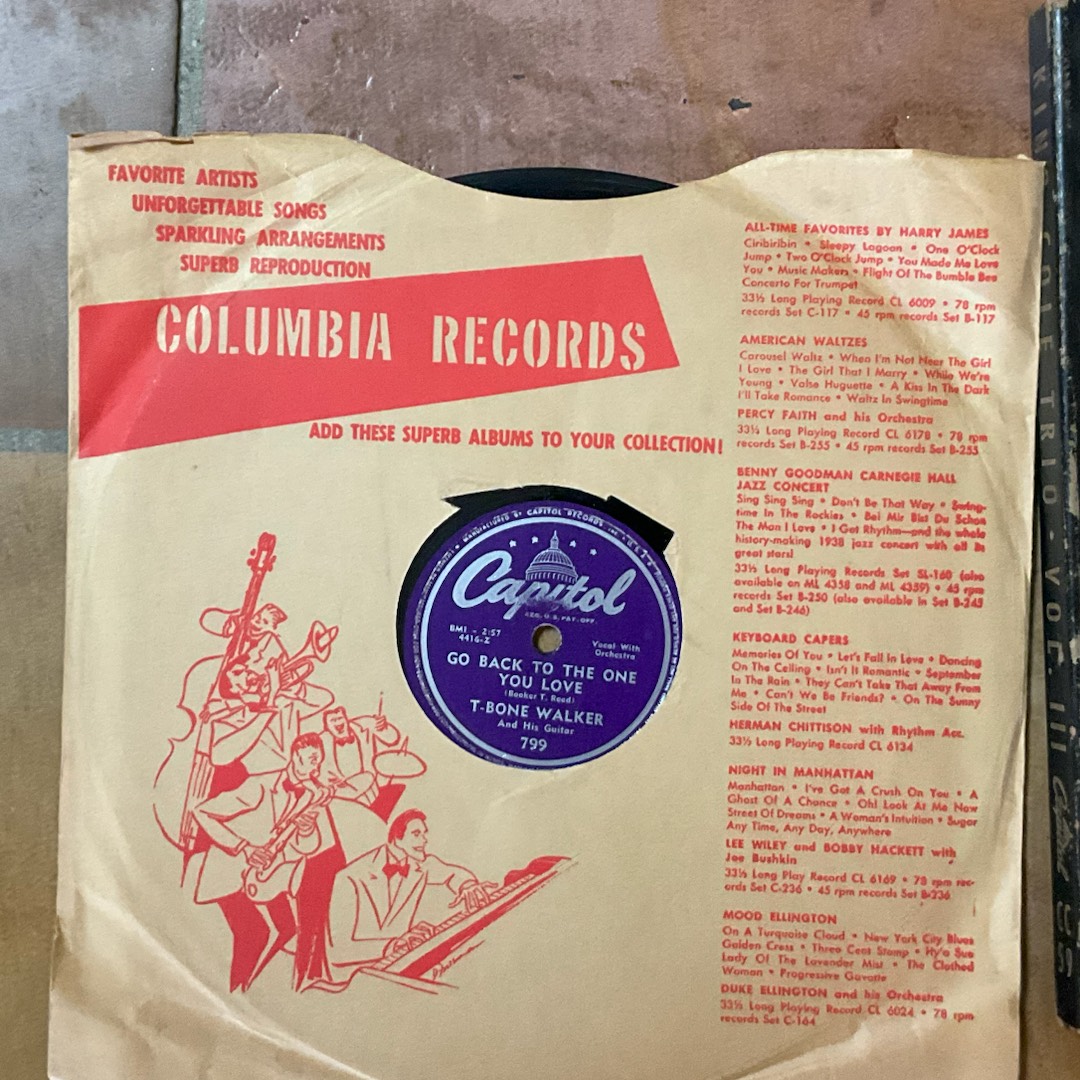 FAVORITE ARTISTS
UNFORGETTABLE SONGS
SPARKLING ARRANGEMENTS
SUPERB REPRODUCTION
COLUMBIA RECORDS
ADD THESE SUPERB ALBUMS TO YOUR COLLECTION!
MANUFACTURED BY CAPITOL RECORDS, INC. U.S.A.
Capitol
REG. U.S. PAT. OFF.
BMI - 2:57
4416-Z
Vocal With
Orchestra
GO BACK TO THE ONE
YOU LOVE
(Booker T. Reed)
T-BONE WALKER
And His Guitar
799
ALL-TIME FAVORITES BY HARRY JAMES
Ciribiribin • Sleepy Lagoon • One O'Clock
Jump • Two O'Clock Jump • You Made Me Love
You • Music Makers • Flight Of The Bumble Bee
Concerto For Trumpet
33⅓ Long Playing Record CL 6009 • 78 rpm
records Set C-117 • 45 rpm records Set B-117
AMERICAN WALTZES
Carousel Waltz • When I'm Not Near The Girl
I Love • The Girl That I Marry • While We're
Young • Valse Huguette • A Kiss In The Dark
I'll Take Romance • Waltz In Swingtime
PERCY FAITH and his Orchestra
33⅓ Long Playing Record CL 6178 • 78 rpm
records Set B-255 • 45 rpm records Set B-255
BENNY GOODMAN CARNEGIE HALL
JAZZ CONCERT
Sing Sing Sing • Don't Be That Way • Swing-
time In The Rockies • Bei Mir Bist Du Schon
The Man I Love • I Got Rhythm—and the whole
history-making 1938 jazz concert with all its
great stars!
33⅓ Long Playing Records Set SL-160 (also
available on ML 4358 and ML 4359) • 45 rpm
records Set B-250 (also available in Set B-245
and Set B-246)
KEYBOARD CAPERS
Memories Of You • Let's Fall In Love • Dancing
On The Ceiling • Isn't It Romantic • September
In The Rain • They Can't Take That Away From
Me • Can't We Be Friends? • On The Sunny
Side Of The Street
HERMAN CHITTISON with Rhythm Acc.
33⅓ Long Playing Record CL 6134
NIGHT IN MANHATTAN
Manhattan • I've Got A Crush On You • A
Ghost Of A Chance • Oh! Look At Me Now
Street Of Dreams • A Woman's Intuition • Sugar
Any Time, Any Day, Anywhere
LEE WILEY and BOBBY HACKETT with
Joe Bushkin
33⅓ Long Play Record CL 6169 • 78 rpm rec-
ords Set C-236 • 45 rpm records Set B-236
MOOD ELLINGTON
On A Turquoise Cloud • New York City Blues
Golden Cress • Three Cent Stomp • Hy'a Sue
Lady Of The Lavender Mist • The Clothed
Woman • Progressive Gavotte
DUKE ELLINGTON and his Orchestra
33⅓ Long Playing Record CL 6024 • 78 rpm
records Set C-164
KING COLE TRIO • VOL. III